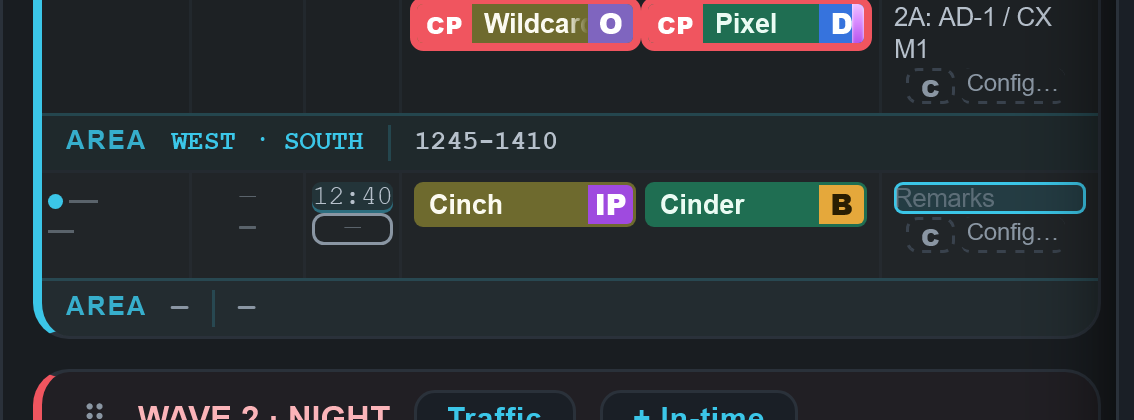 CP Wildcar O CP Pixel D 2A: AD-1 / CX
M1
C Config…
AREA WEST · SOUTH 1245–1410
— — 12:40 Cinch IP Cinder B Remarks
— — — C Config…
AREA — —
WAVE 2 · NIGHT Traffic + In-time